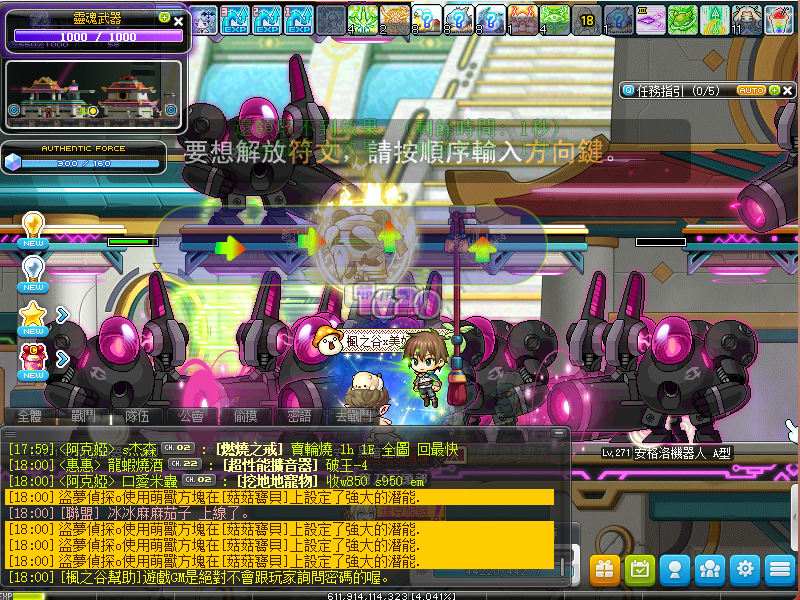 靈魂武器
1000 / 1000
AUTHENTIC FORCE
300 / 160
18
任務指引 (0/5)
AUTO
要想解放符文, 請按順序輸入方向鍵。
NEW
NEW
NEW
NEW
楓之谷x美
全體 戰鬥 隊伍 公會 偷摸 密語 去戰鬥
Lv.271 安格洛機器人 A型
[17:59] <阿克婭> s杰森 CH.02 : [燃燒之戒] 賣輪燒 1h 1E 全圖 回最快
[18:00] <惠惠> 龍蝦燒酒 CH.22 : [超性能擴音器] 破王-4
[18:00] <阿克婭> 口愛米蟲 CH.02 : [挖地地寵物] 收w850 s950 em
[18:00] 盜夢偵探o使用萌獸方塊在[菇菇寶貝]上設定了強大的潛能.
[18:00] [聯盟] 冰冰麻麻茄子 上線了。
[18:00] 盜夢偵探o使用萌獸方塊在[菇菇寶貝]上設定了強大的潛能.
[18:00] 盜夢偵探o使用萌獸方塊在[菇菇寶貝]上設定了強大的潛能.
[18:00] 盜夢偵探o使用萌獸方塊在[菇菇寶貝]上設定了強大的潛能.
[18:00] [楓之谷幫助]遊戲GM是絕對不會跟玩家詢問密碼的喔。
EXP
611,914,114,323 [4.041%]